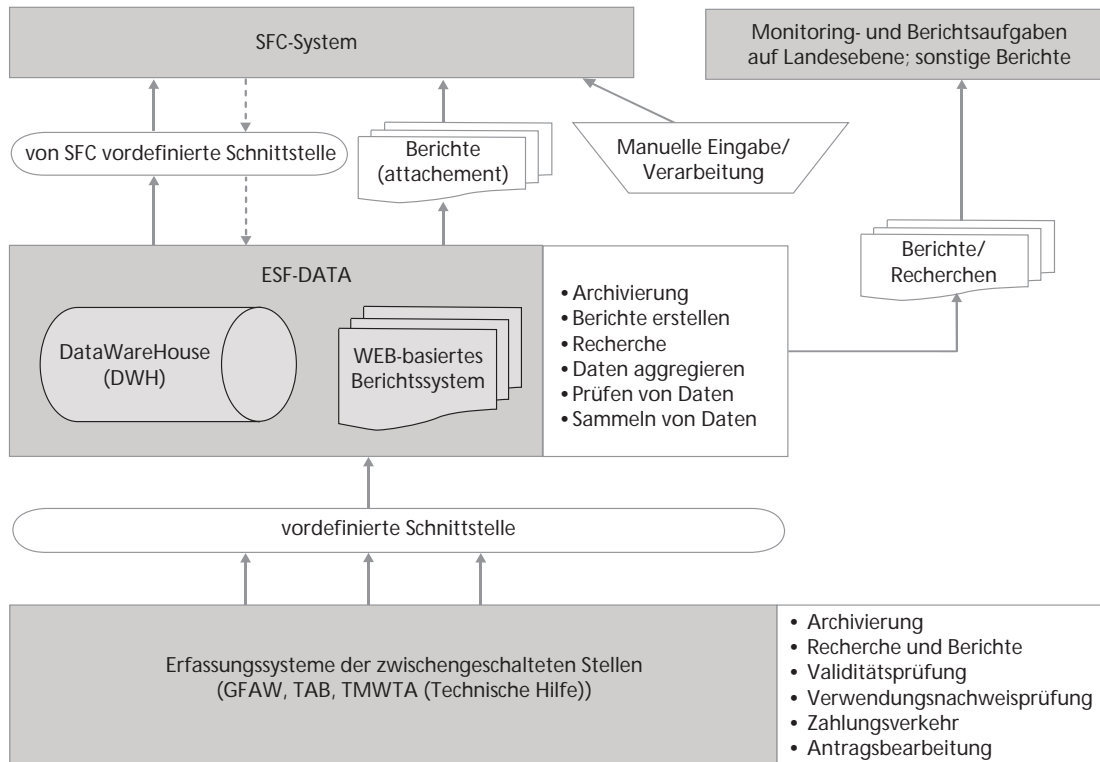 SFC-System
Monitoring- und Berichtsaufgaben
auf Landesebene; sonstige Berichte
von SFC vordefinierte Schnittstelle
Berichte
(attachement)
Manuelle Eingabe/
Verarbeitung
Berichte/
Recherchen
ESF-DATA
DataWareHouse
(DWH)
WEB-basiertes
Berichtssystem
• Archivierung
• Berichte erstellen
• Recherche
• Daten aggregieren
• Prüfen von Daten
• Sammeln von Daten
vordefinierte Schnittstelle
Erfassungssysteme der zwischengeschalteten Stellen
(GFAW, TAB, TMWTA (Technische Hilfe))
• Archivierung
• Recherche und Berichte
• Validitätsprüfung
• Verwendungsnachweisprüfung
• Zahlungsverkehr
• Antragsbearbeitung